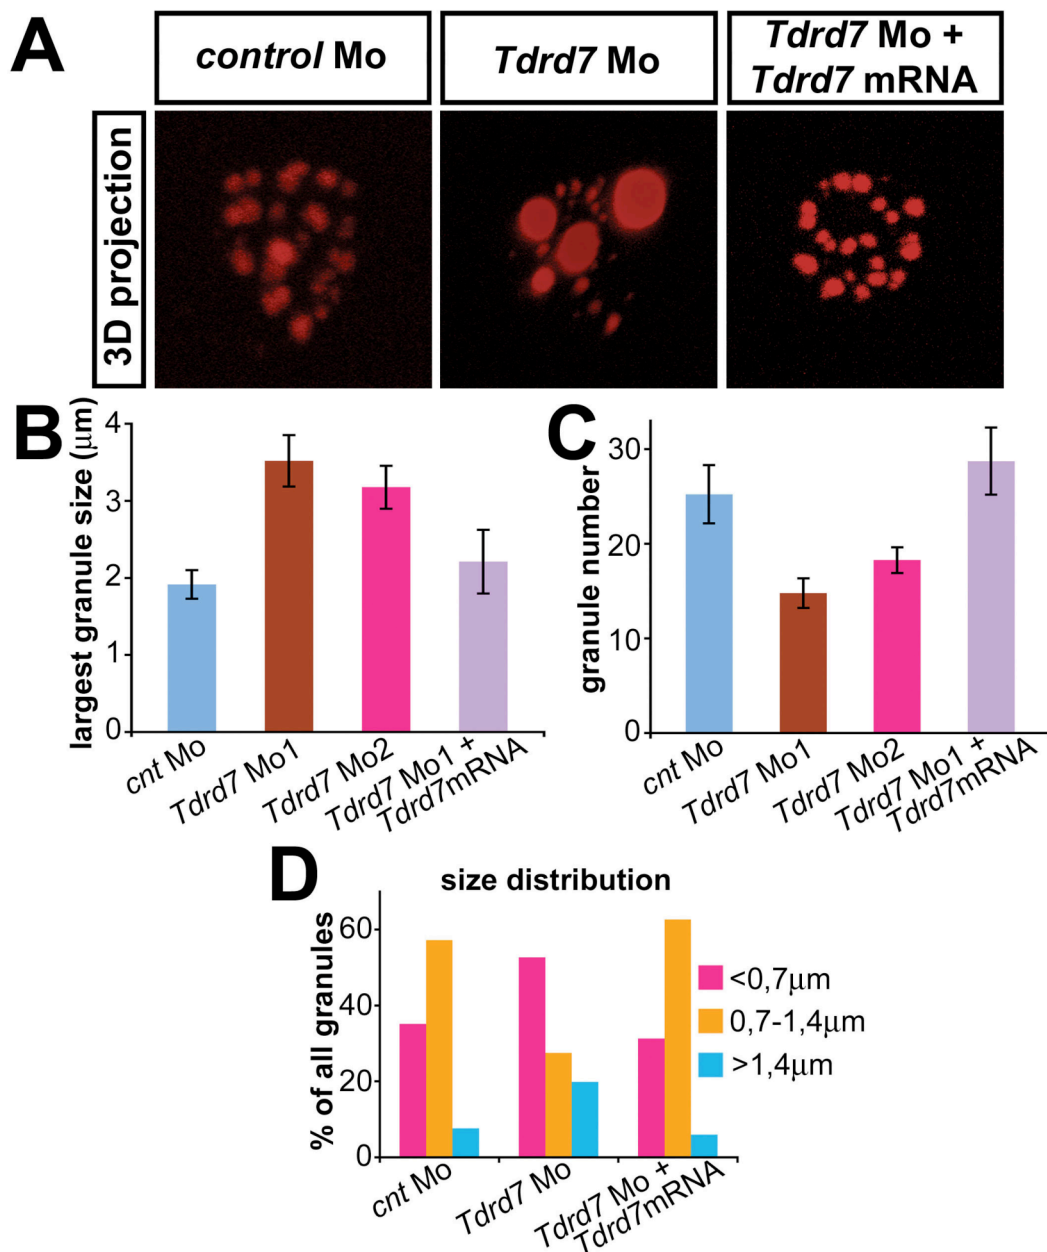 A
control Mo
Tdrd7 Mo
Tdrd7 Mo +
Tdrd7 mRNA
3D projection
B
largest granule size (μm)
4
3
2
1
0
cnt Mo
Tdrd7 Mo1
Tdrd7 Mo2
Tdrd7 Mo1 +
Tdrd7mRNA
C
granule number
30
20
10
0
cnt Mo
Tdrd7 Mo1
Tdrd7 Mo2
Tdrd7 Mo1 +
Tdrd7mRNA
D
size distribution
% of all granules
60
40
20
0
cnt Mo
Tdrd7 Mo
Tdrd7 Mo +
Tdrd7mRNA
<0,7μm
0,7-1,4μm
>1,4μm